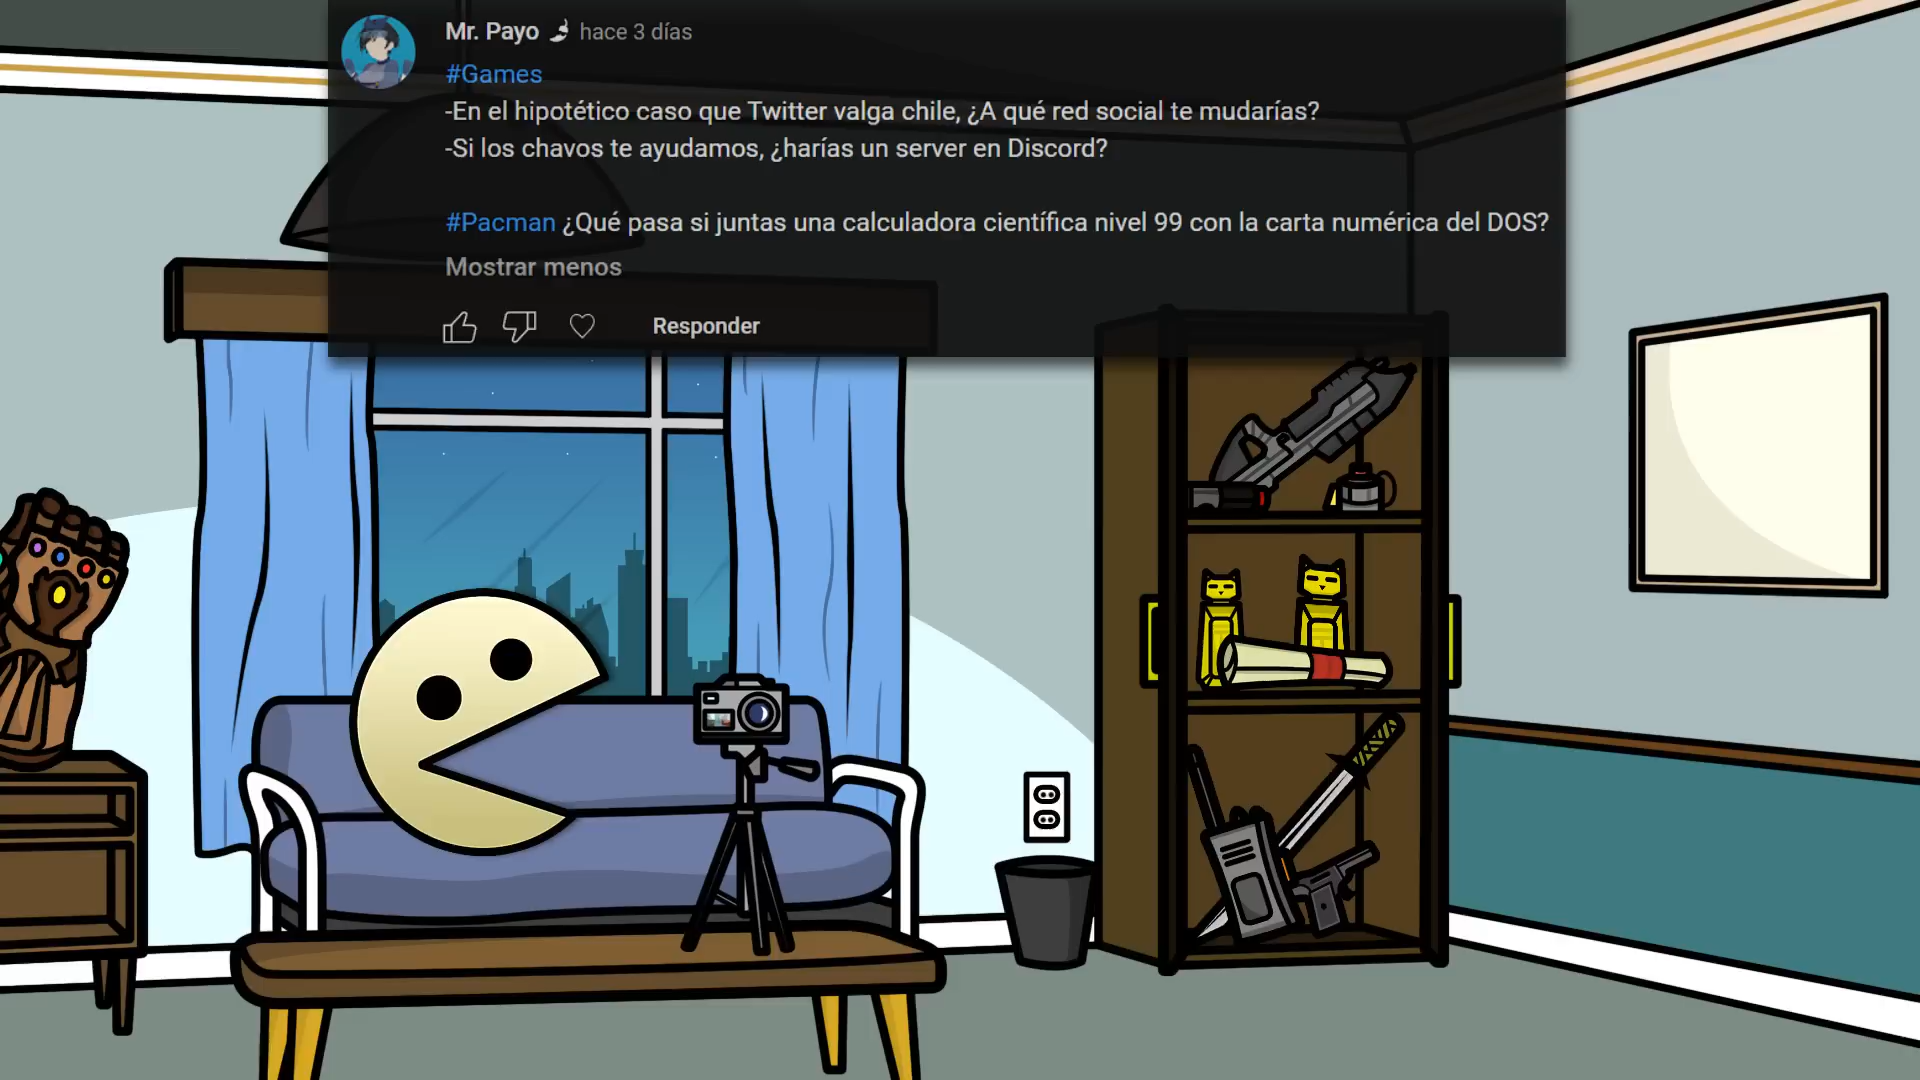 Mr. Payo hace 3 días
#Games
-En el hipotético caso que Twitter valga chile, ¿A qué red social te mudarías?
-Si los chavos te ayudamos, ¿harías un server en Discord?
#Pacman ¿Qué pasa si juntas una calculadora científica nivel 99 con la carta numérica del DOS?
Mostrar menos
Responder